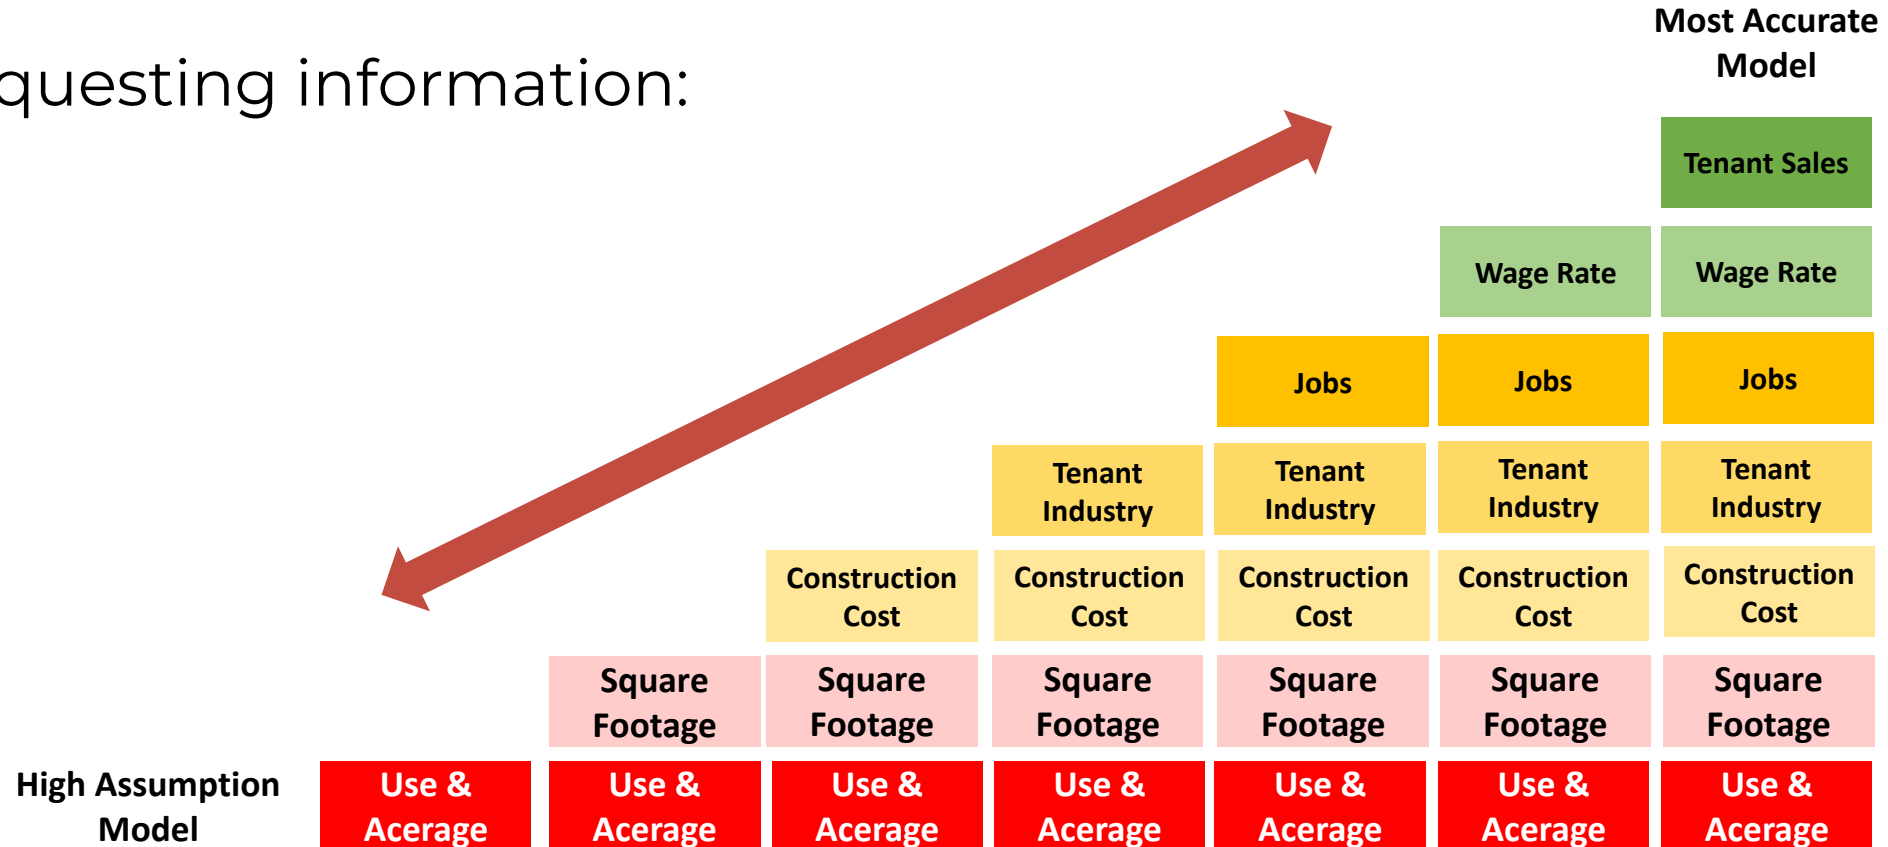 questing information:
Most Accurate
Model
Tenant Sales
Wage Rate
Wage Rate
Jobs
Jobs
Jobs
Tenant
Industry
Tenant
Industry
Tenant
Industry
Tenant
Industry
Construction
Cost
Construction
Cost
Construction
Cost
Construction
Cost
Construction
Cost
Square
Footage
Square
Footage
Square
Footage
Square
Footage
Square
Footage
Square
Footage
High Assumption
Model
Use &
Acerage
Use &
Acerage
Use &
Acerage
Use &
Acerage
Use &
Acerage
Use &
Acerage
Use &
Acerage